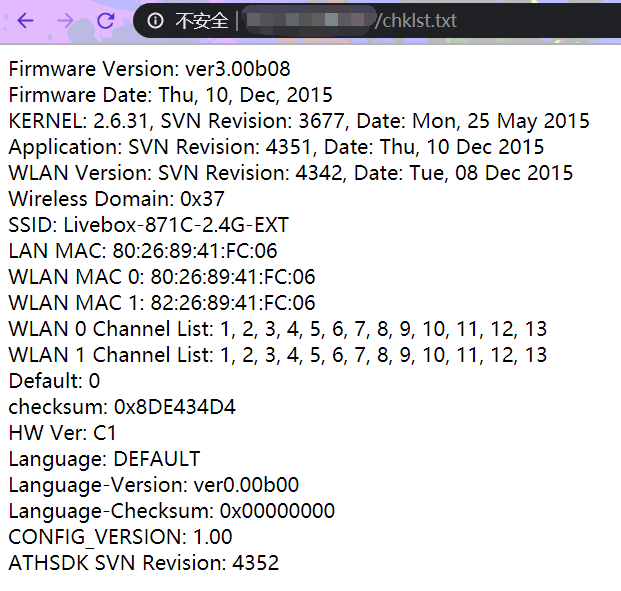 不安全 | /chklst.txt
Firmware Version: ver3.00b08
Firmware Date: Thu, 10, Dec, 2015
KERNEL: 2.6.31, SVN Revision: 3677, Date: Mon, 25 May 2015
Application: SVN Revision: 4351, Date: Thu, 10 Dec 2015
WLAN Version: SVN Revision: 4342, Date: Tue, 08 Dec 2015
Wireless Domain: 0x37
SSID: Livebox-871C-2.4G-EXT
LAN MAC: 80:26:89:41:FC:06
WLAN MAC 0: 80:26:89:41:FC:06
WLAN MAC 1: 82:26:89:41:FC:06
WLAN 0 Channel List: 1, 2, 3, 4, 5, 6, 7, 8, 9, 10, 11, 12, 13
WLAN 1 Channel List: 1, 2, 3, 4, 5, 6, 7, 8, 9, 10, 11, 12, 13
Default: 0
checksum: 0x8DE434D4
HW Ver: C1
Language: DEFAULT
Language-Version: ver0.00b00
Language-Checksum: 0x00000000
CONFIG_VERSION: 1.00
ATHSDK SVN Revision: 4352